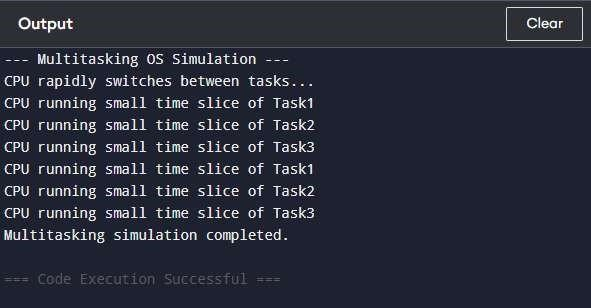 Output
Clear
--- Multitasking OS Simulation ---
CPU rapidly switches between tasks...
CPU running small time slice of Task1
CPU running small time slice of Task2
CPU running small time slice of Task3
CPU running small time slice of Task1
CPU running small time slice of Task2
CPU running small time slice of Task3
Multitasking simulation completed.
=== Code Execution Successful ===